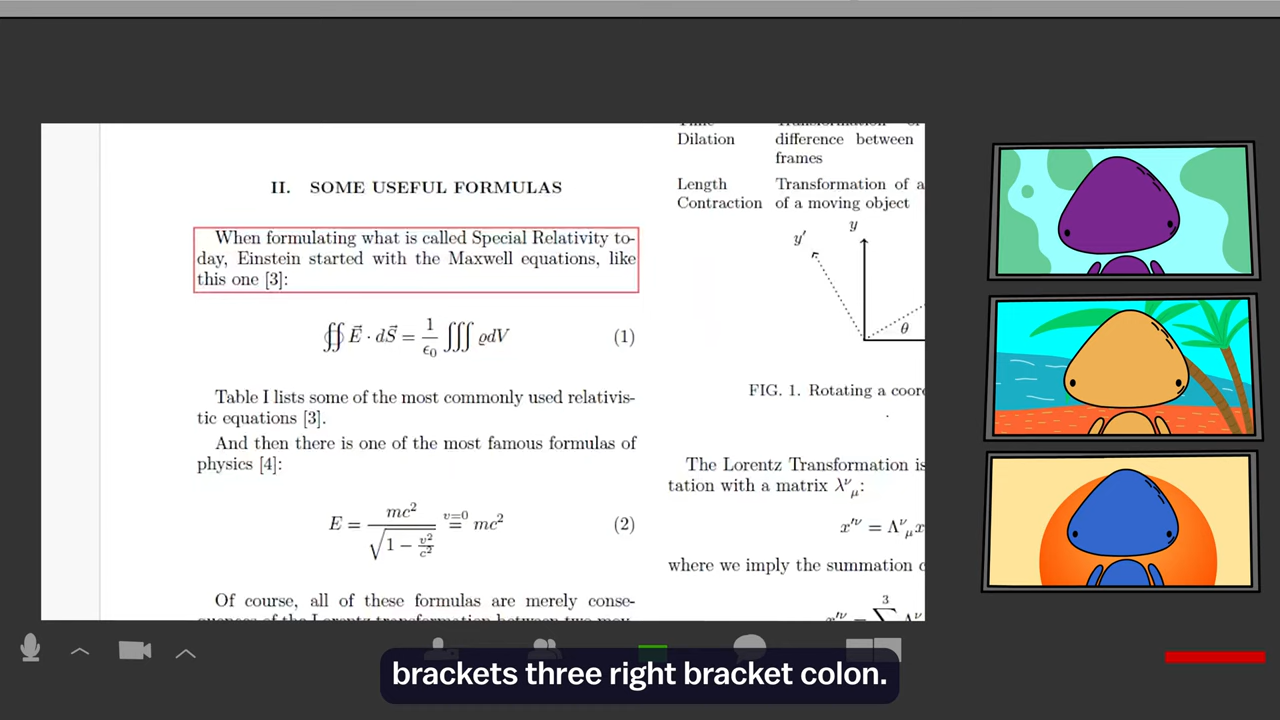 II. SOME USEFUL FORMULAS
When formulating what is called Special Relativity to-
day, Einstein started with the Maxwell equations, like
this one [3]:
∯ E⃗ · dS⃗ = 1/ϵ₀ ∭ ϱdV (1)
Table I lists some of the most commonly used relativis-
tic equations [3].
And then there is one of the most famous formulas of
physics [4]:
E = mc²/√(1 − v²/c²) =^{v=0} mc² (2)
Of course, all of these formulas are merely conse-
Dilation difference between
frames
Length Transformation of a
Contraction of a moving object
y′ y
θ
FIG. 1. Rotating a coor
The Lorentz Transformation is
tation with a matrix λ^ν_μ:
x′^ν = Λ^ν_μ x
where we imply the summation
3
brackets three right bracket colon.